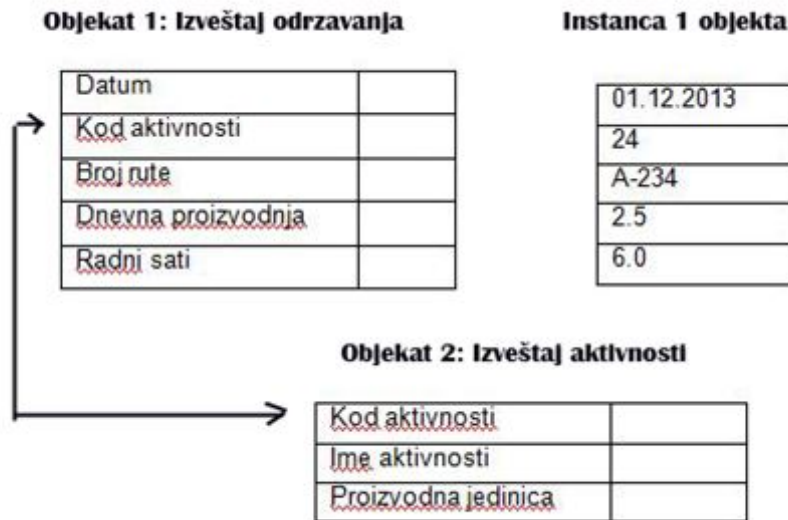 Objekat 1: Izveštaj odrzavanja
Instanca 1 objekta
Datum
Kod aktivnosti
Broj rute
Dnevna proizvodnja
Radni sati
01.12.2013
24
A-234
2.5
6.0
Objekat 2: Izveštaj aktivnosti
Kod aktivnosti
Ime aktivnosti
Proizvodna jedinica